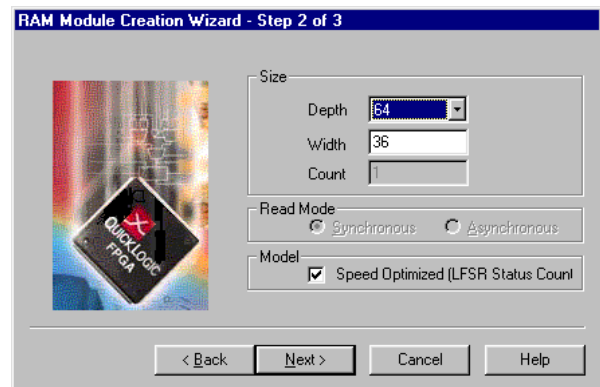 RAM Module Creation Wizard - Step 2 of 3
Size
Depth 64
Width 36
Count 1
Read Mode
Synchronous Asynchronous
Model
Speed Optimized (LFSR Status Count
QUICKLOGIC
FPGA
< Back Next > Cancel Help